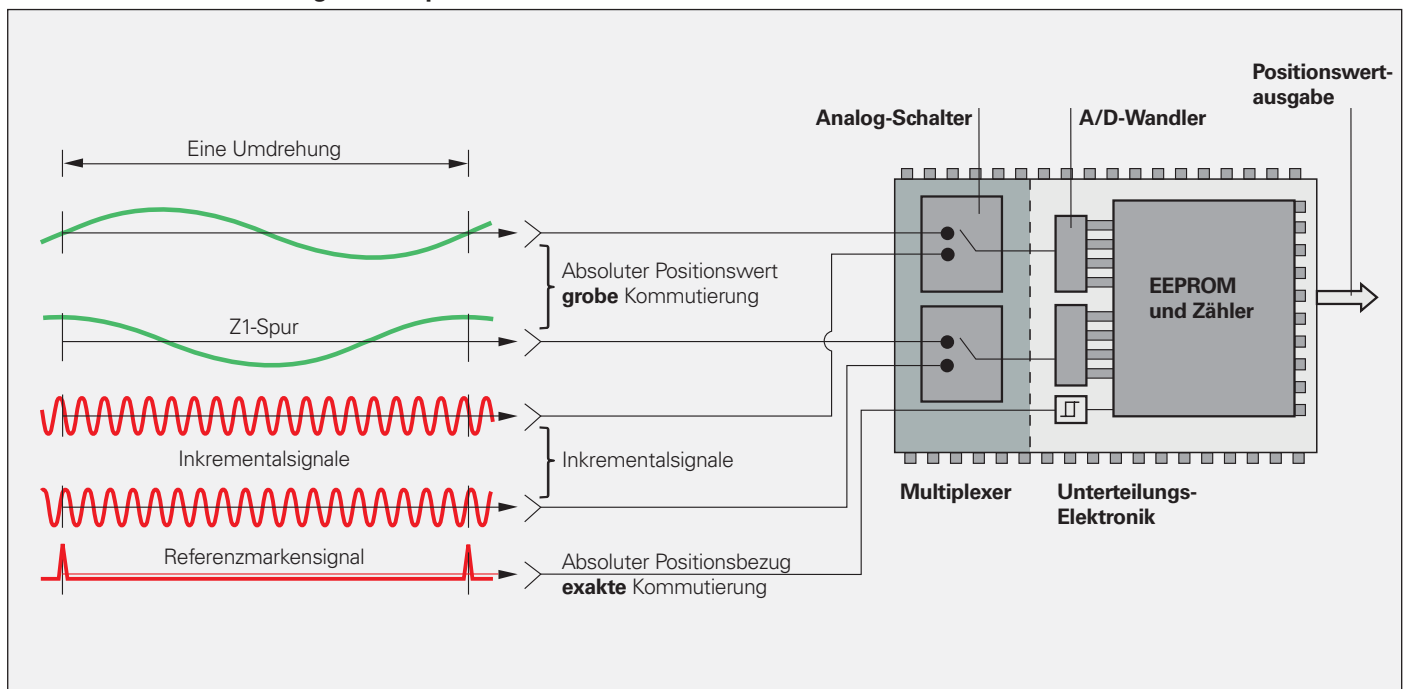 Positionswert-
ausgabe
Analog-Schalter
A/D-Wandler
Eine Umdrehung
Absoluter Positionswert
grobe Kommutierung
EEPROM
und Zähler
Z1-Spur
Inkrementalsignale
Inkrementalsignale
Multiplexer
Unterteilungs-
Elektronik
Referenzmarkensignal
Absoluter Positionsbezug
exakte Kommutierung